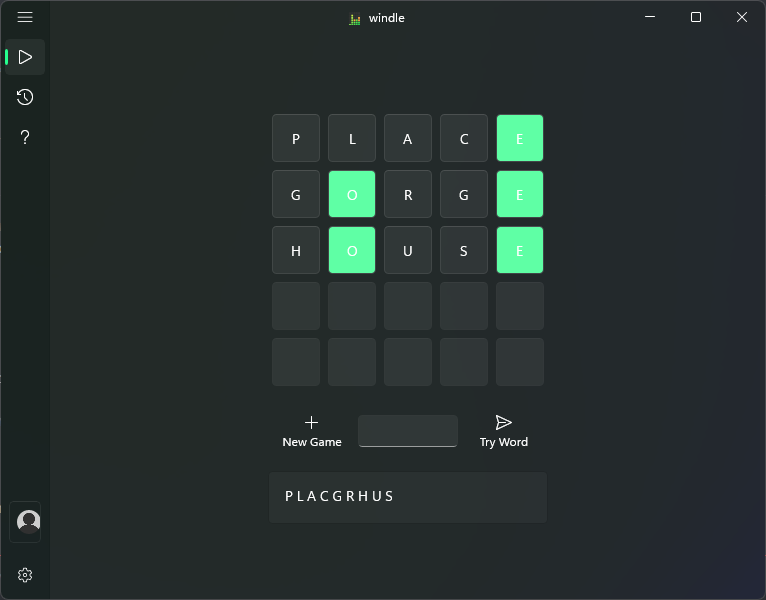 windle
P L A C E
G O R G E
H O U S E
New Game Try Word
P L A C G R H U S